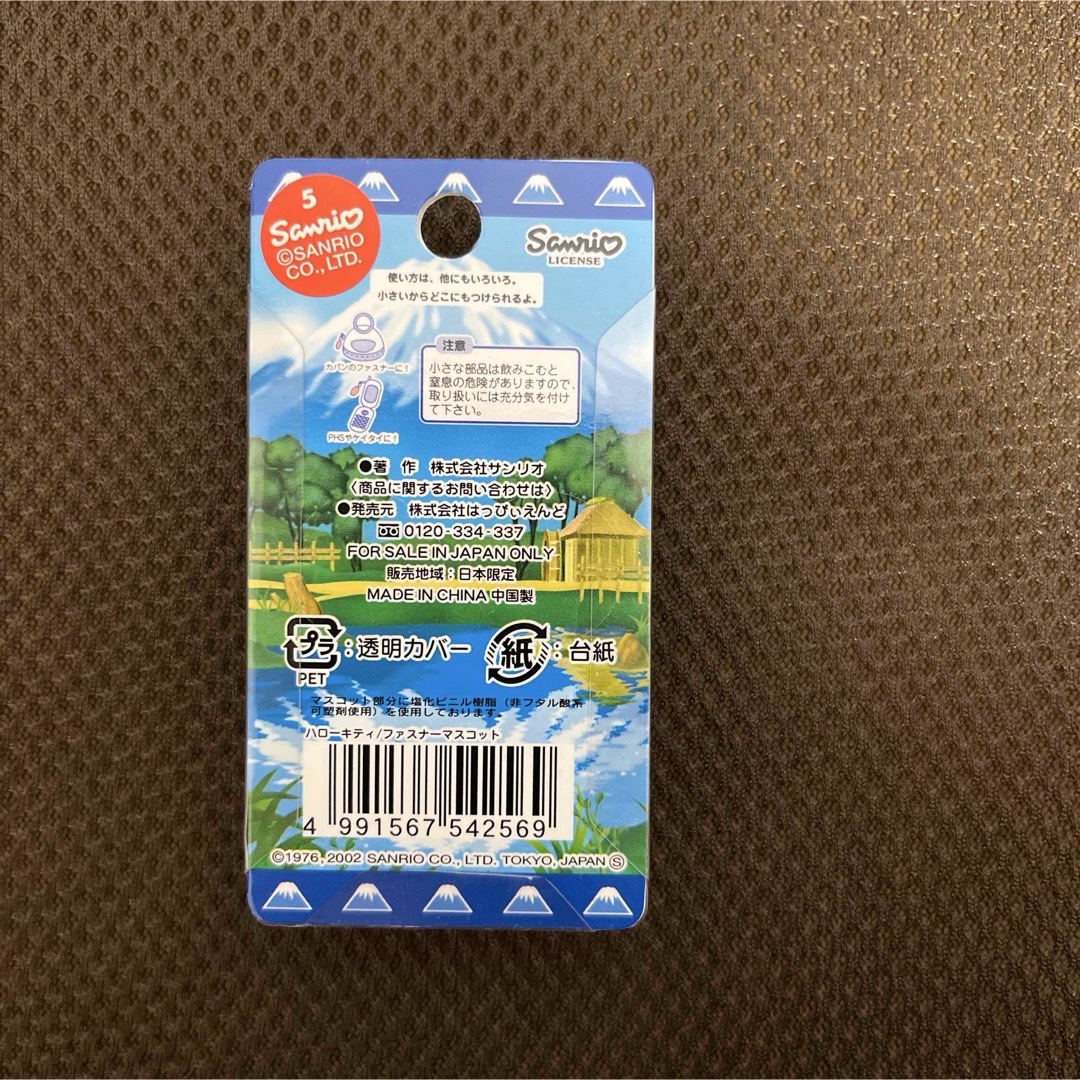 5
Sanrio
©SANRIO
CO.,LTD.
Sanrio
LICENSE
使い方は、他にもいろいろ。
小さいからどこにもつけられるよ。
カバンのファスナーに!
PHSやケイタイに!
注意
小さな部品は飲みこむと
窒息の危険がありますので、
取り扱いには充分気を付け
て下さい。
●著 作 株式会社サンリオ
〈商品に関するお問い合わせは〉
●発売元 株式会社はっぴぃえんど
0120-334-337
FOR SALE IN JAPAN ONLY
販売地域:日本限定
MADE IN CHINA 中国製
プラ:透明カバー
PET
紙:台紙
マスコット部分に塩化ビニル樹脂(非フタル酸系
可塑剤使用)を使用しております。
ハローキティ/ファスナーマスコット
4 991567 542569
©1976, 2002 SANRIO CO., LTD. TOKYO, JAPAN Ⓢ